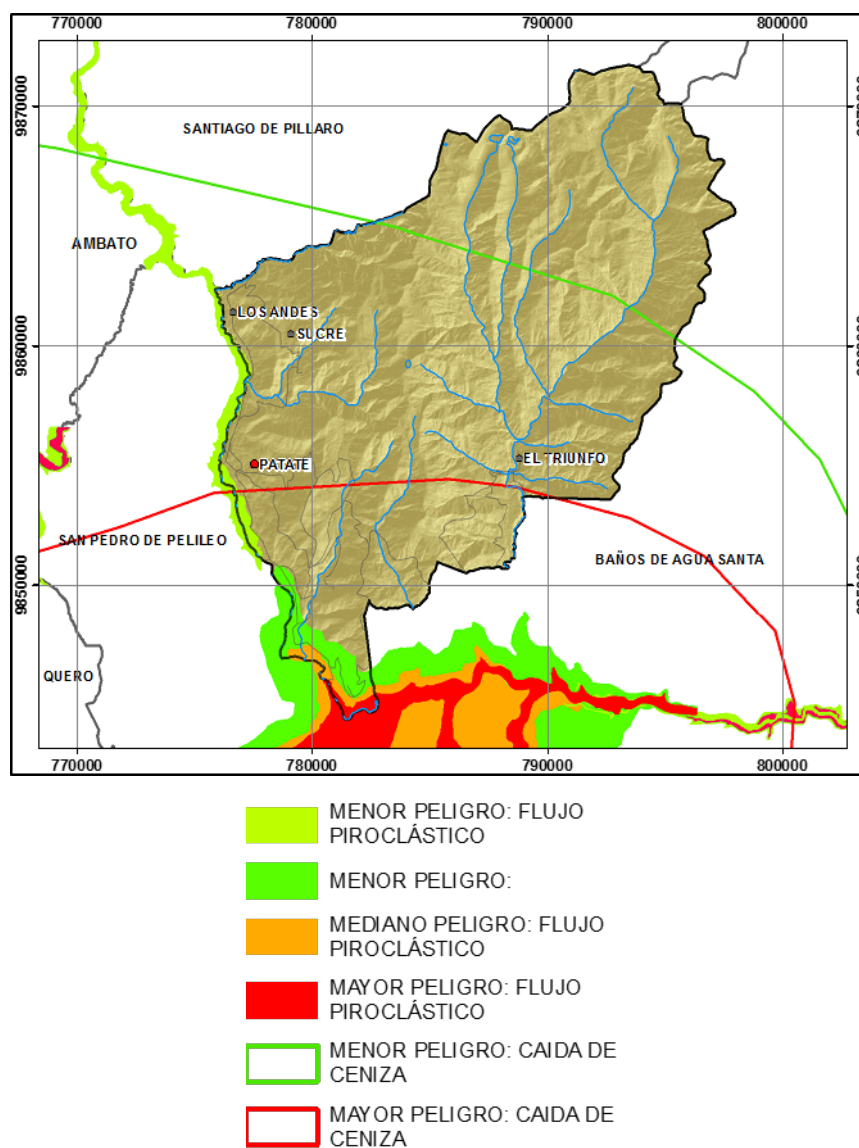 770000 780000 790000 800000
9870000
SANTIAGO DE PILLARO
AMBATO
LOS ANDES
SUCRE
9860000
PATATE
EL TRIUNFO
SAN PEDRO DE PELILEO
BAÑOS DE AGUA SANTA
9850000
QUERO
770000 780000 790000 800000
MENOR PELIGRO: FLUJO
PIROCLÁSTICO
MENOR PELIGRO:
MEDIANO PELIGRO: FLUJO
PIROCLÁSTICO
MAYOR PELIGRO: FLUJO
PIROCLÁSTICO
MENOR PELIGRO: CAIDA DE
CENIZA
MAYOR PELIGRO: CAIDA DE
CENIZA